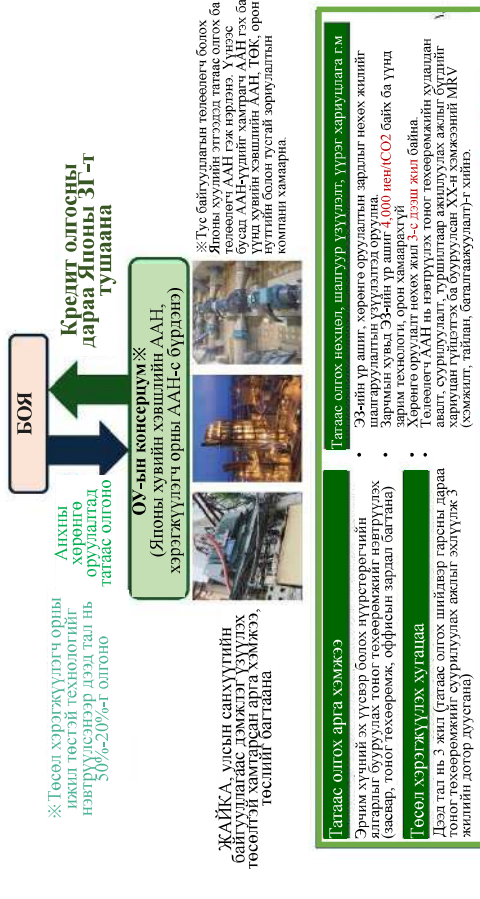 БОЯ
※Төсөл хэрэгжүүлэгч орны
ижил төстэй технологийг
нэвтрүүлсэнээр дээд тал нь
50%-20%-г олгоно
Анхны
хөрөнгө
оруулалтад
татаас олгоно
Кредит олгосны
дараа Японы ЗГ-т
тушаана
ОУ-ын консерциум※
(Японы хувийн хэвшлийн ААН,
хэрэгжүүлэгч орны ААН-с бүрдэнэ)
ЖАЙКА, улсын санхүүгийн
байгууллагаас дэмжлэг үзүүлэх
төсөлтэй хамтарсан арга хэмжээ,
төслийг багтаана
※Тус байгууллагын төлөөлөгч болох
Японы хуулийн этгээдэд татаас олгох ба
төлөөлөгч ААН гэж нэрлэнэ. Үүнээс
бусад ААН-үүдийг хамтрагч ААН гэх ба
үүнд хувийн хэвшлийн ААН, ТӨК, орон
нутгийн болон тусгай зориулалтын
компани хамаарна.
Татаас олгох арга хэмжээ
Эрчим хүчний эх үүсвэр болох нүүрстөрөгчийн
ялгарлыг бууруулах тоног төхөөрөмжийг нэвтрүүлэх
(засвар, тоног төхөөрөмж, оффисын зардал багтана)
Төсөл хэрэгжүүлэх хугацаа
Дээд тал нь 3 жил (татаас олгох шийдвэр гарсны дараа
тоног төхөөрөмжийг суурилуулах ажлыг эхлүүлж 3
жилийн дотор дуусгана)
Татаас олгох нөхцөл, шалгуур үзүүлэлт, үүрэг хариуцлага г.м
• ЭЗ-ийн үр ашиг, хөрөнгө оруулалтын зардлыг нөхөх жилийг
шалгаруулалтын үзүүлэлтэд оруулна.
• Зарчмын хувьд ЭЗ-ийн үр ашиг 4,000 иен/tCO2 байх ба үүнд
зарим технологи, орон хамаарахгүй
• Хөрөнгө оруулалт нөхөх жил 3-с дээш жил байна.
• Төлөөлөгч ААН нь нэвтрүүлэх тоног төхөөрөмжийн худалдан
авалт, суурилуулалт, туршилтаар ажиллуулах ажлыг бүгдийг
хариуцан гүйцэтгэх ба бууруулсан ХХ-н хэмжээний MRV
(хэмжилт, тайлан, баталгаажуулалт)-г хийнэ.